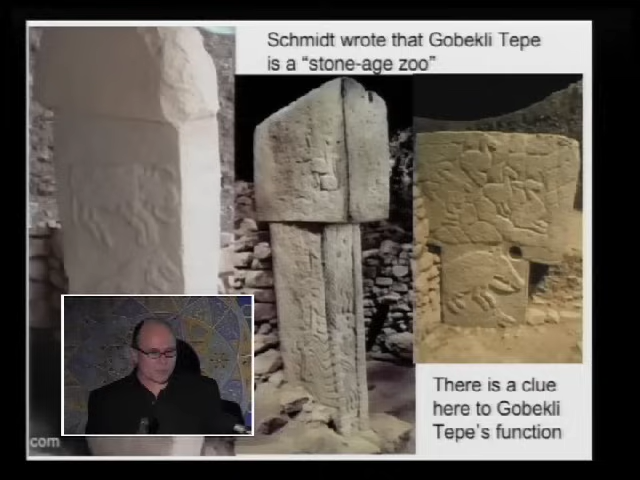 Schmidt wrote that Gobekli Tepe
is a “stone-age zoo”
There is a clue
here to Gobekli
Tepe’s function
com